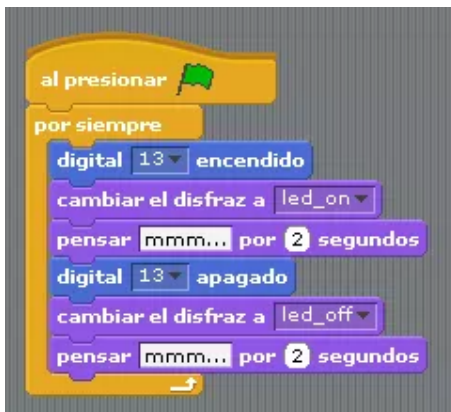 al presionar
por siempre
digital 13 encendido
cambiar el disfraz a led_on
pensar mmm... por 2 segundos
digital 13 apagado
cambiar el disfraz a led_off
pensar mmm... por 2 segundos